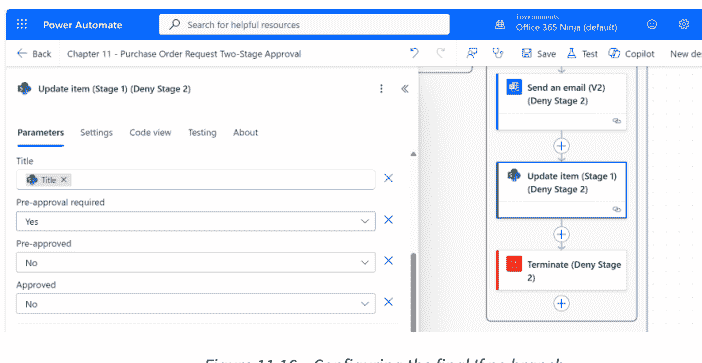 Power Automate
Search for helpful resources
Environments
Office 365 Ninja (default)
Back
Chapter 11 - Purchase Order Request Two-Stage Approval
Save
Test
Copilot
New de
Update item (Stage 1) (Deny Stage 2)
Parameters
Settings
Code view
Testing
About
Title
Title
Pre-approval required
Yes
Pre-approved
No
Approved
No
Send an email (V2)
(Deny Stage 2)
Update item (Stage 1)
(Deny Stage 2)
Terminate (Deny Stage
2)